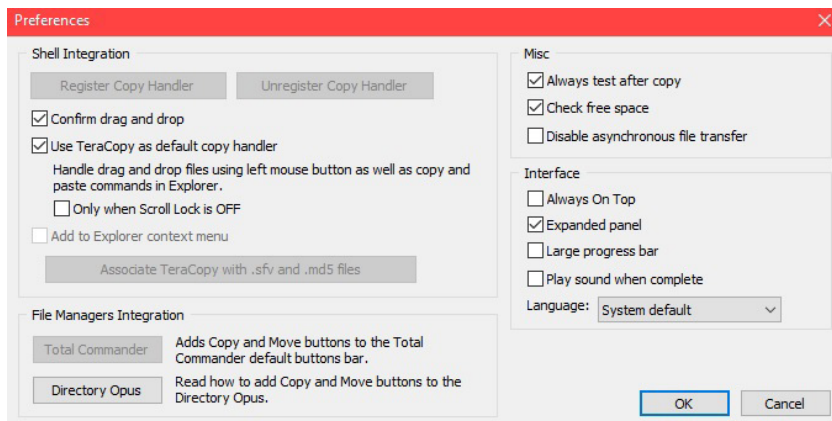 Preferences
Shell Integration
Register Copy Handler
Unregister Copy Handler
Confirm drag and drop
Use TeraCopy as default copy handler
Handle drag and drop files using left mouse button as well as copy and
paste commands in Explorer.
Only when Scroll Lock is OFF
Add to Explorer context menu
Associate TeraCopy with .sfv and .md5 files
File Managers Integration
Total Commander
Adds Copy and Move buttons to the Total
Commander default buttons bar.
Directory Opus
Read how to add Copy and Move buttons to the
Directory Opus.
Misc
Always test after copy
Check free space
Disable asynchronous file transfer
Interface
Always On Top
Expanded panel
Large progress bar
Play sound when complete
Language: System default
OK
Cancel